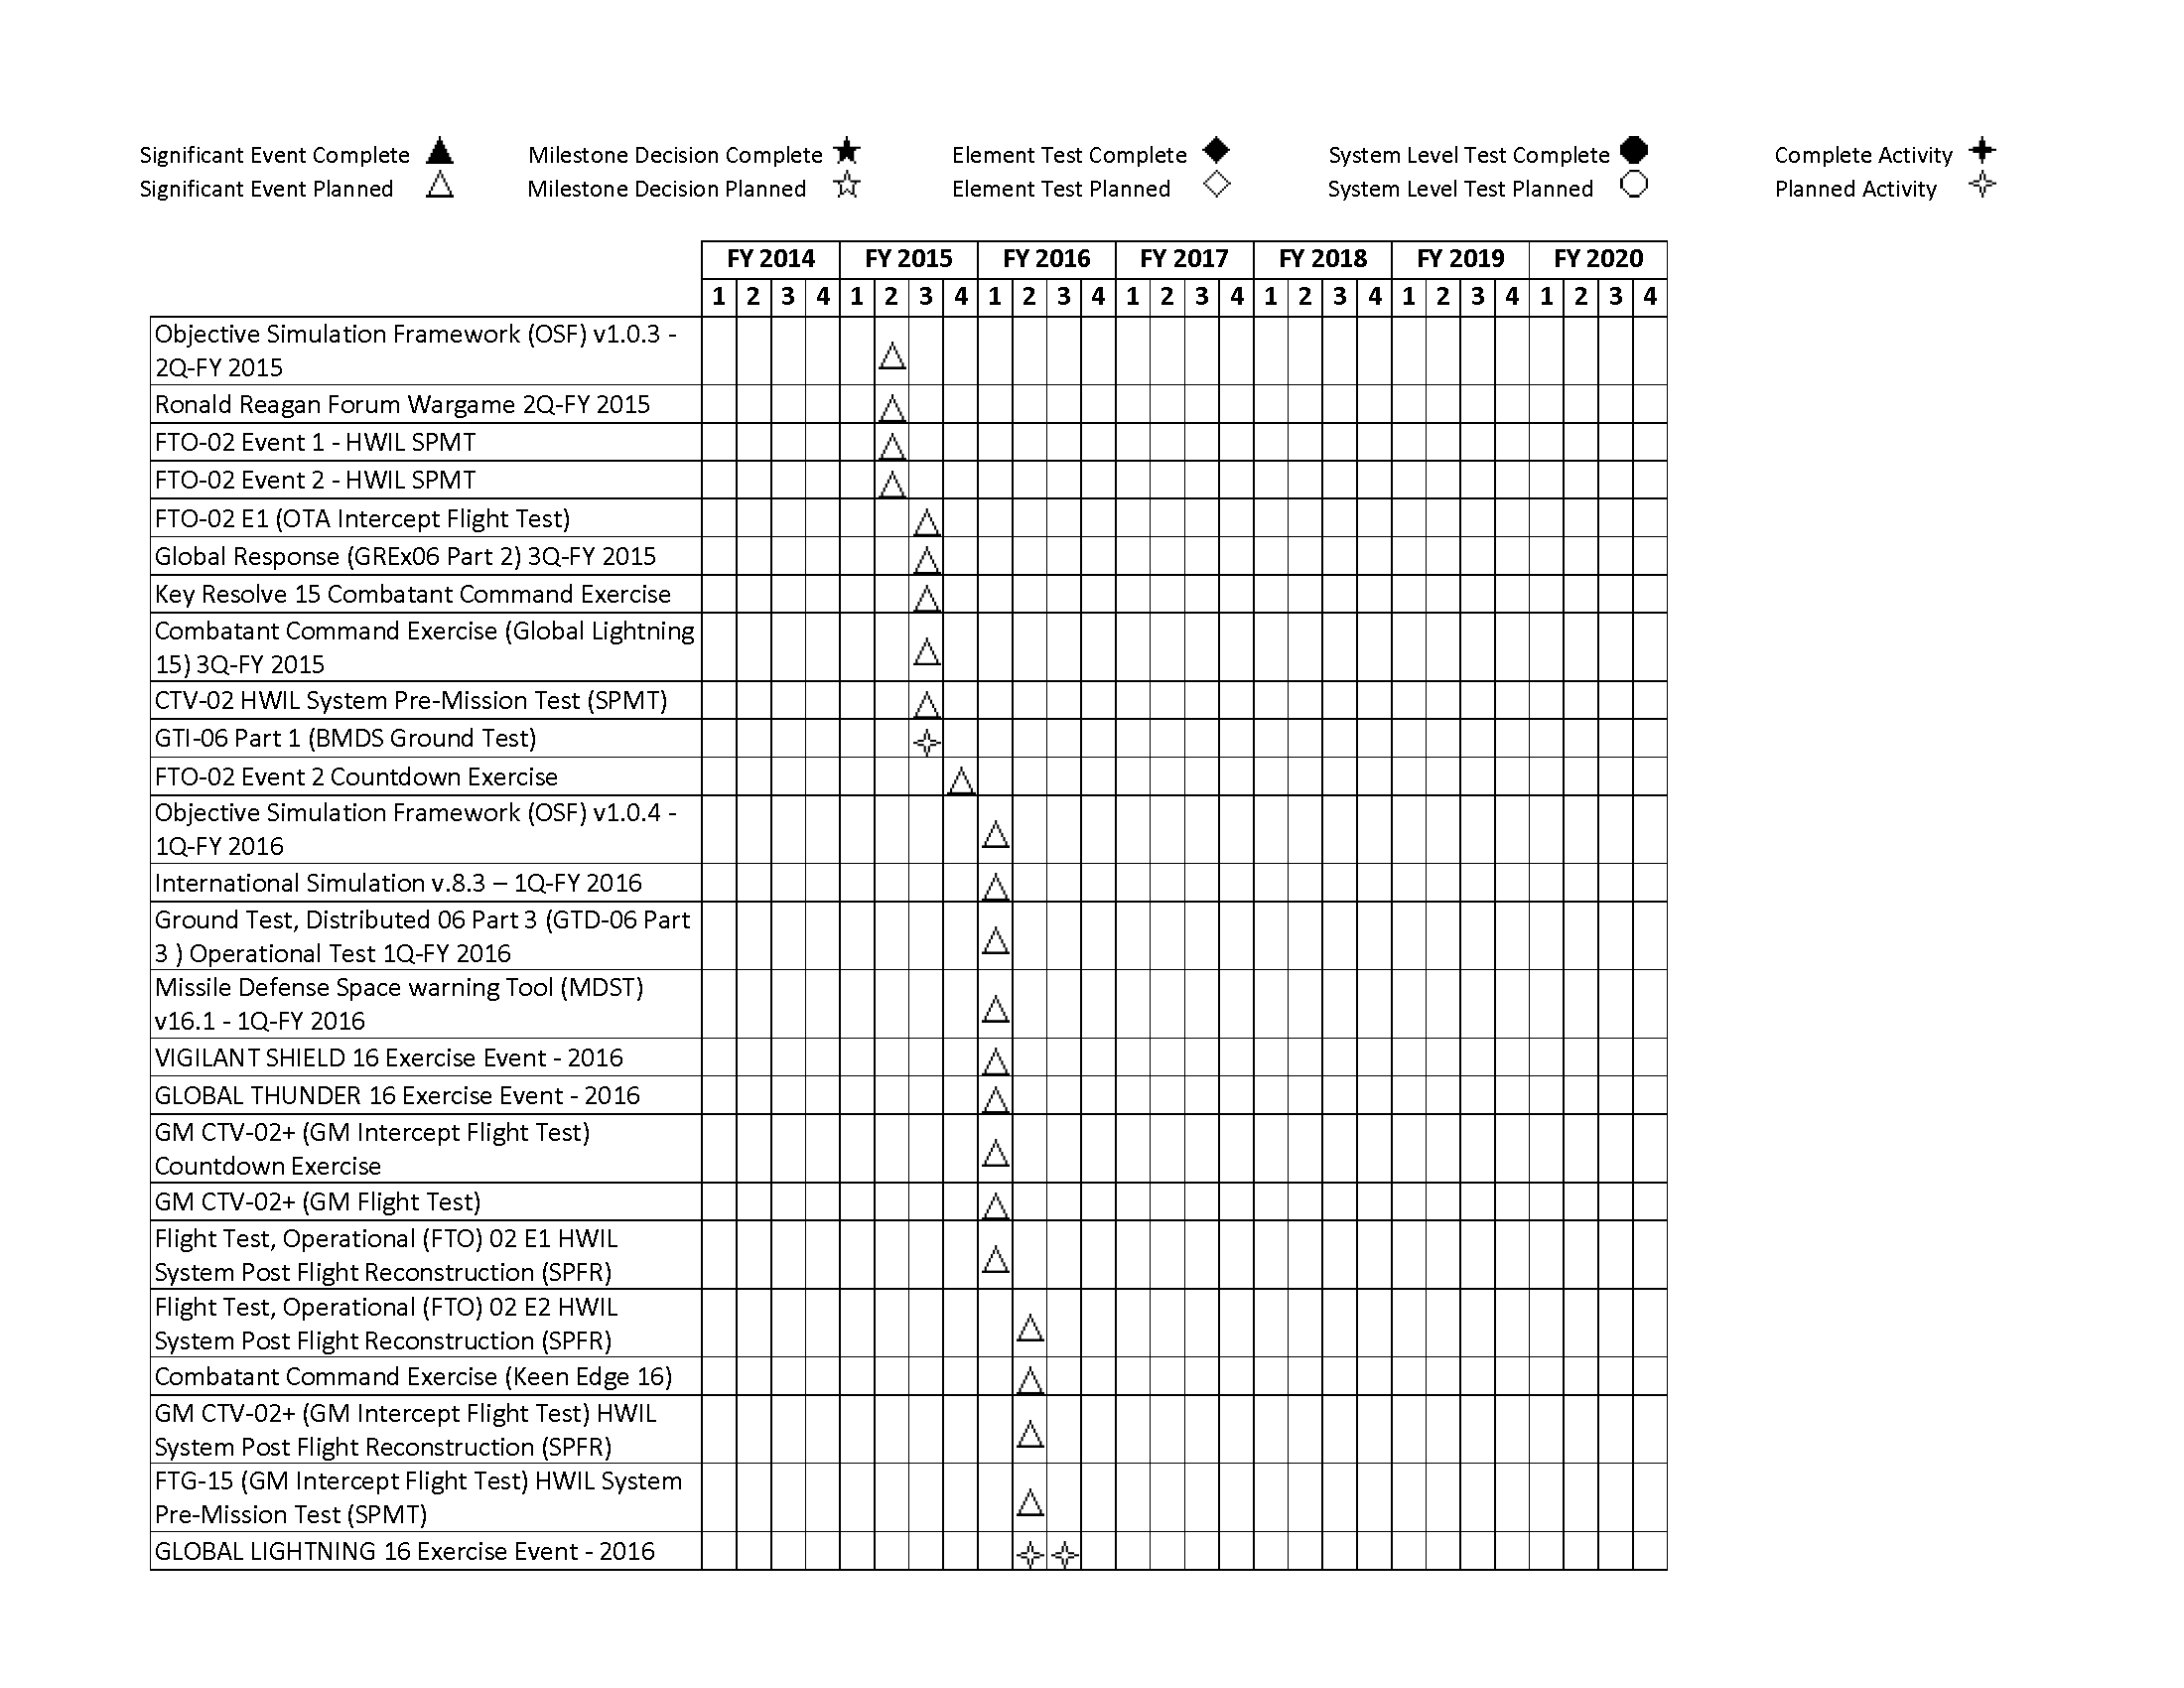 Significant Event Complete Milestone Decision Complete Element Test Complete System Level Test Complete Complete Activity
Significant Event Planned Milestone Decision Planned Element Test Planned System Level Test Planned Planned Activity
FY 2014 FY 2015 FY 2016 FY 2017 FY 2018 FY 2019 FY 2020
1 2 3 4 1 2 3 4 1 2 3 4 1 2 3 4 1 2 3 4 1 2 3 4 1 2 3 4
Objective Simulation Framework (OSF) v1.0.3 -
2Q-FY 2015
Ronald Reagan Forum Wargame 2Q-FY 2015
FTO-02 Event 1 - HWIL SPMT
FTO-02 Event 2 - HWIL SPMT
FTO-02 E1 (OTA Intercept Flight Test)
Global Response (GREx06 Part 2) 3Q-FY 2015
Key Resolve 15 Combatant Command Exercise
Combatant Command Exercise (Global Lightning
15) 3Q-FY 2015
CTV-02 HWIL System Pre-Mission Test (SPMT)
GTI-06 Part 1 (BMDS Ground Test)
FTO-02 Event 2 Countdown Exercise
Objective Simulation Framework (OSF) v1.0.4 -
1Q-FY 2016
International Simulation v.8.3 – 1Q-FY 2016
Ground Test, Distributed 06 Part 3 (GTD-06 Part
3 ) Operational Test 1Q-FY 2016
Missile Defense Space warning Tool (MDST)
v16.1 - 1Q-FY 2016
VIGILANT SHIELD 16 Exercise Event - 2016
GLOBAL THUNDER 16 Exercise Event - 2016
GM CTV-02+ (GM Intercept Flight Test)
Countdown Exercise
GM CTV-02+ (GM Flight Test)
Flight Test, Operational (FTO) 02 E1 HWIL
System Post Flight Reconstruction (SPFR)
Flight Test, Operational (FTO) 02 E2 HWIL
System Post Flight Reconstruction (SPFR)
Combatant Command Exercise (Keen Edge 16)
GM CTV-02+ (GM Intercept Flight Test) HWIL
System Post Flight Reconstruction (SPFR)
FTG-15 (GM Intercept Flight Test) HWIL System
Pre-Mission Test (SPMT)
GLOBAL LIGHTNING 16 Exercise Event - 2016